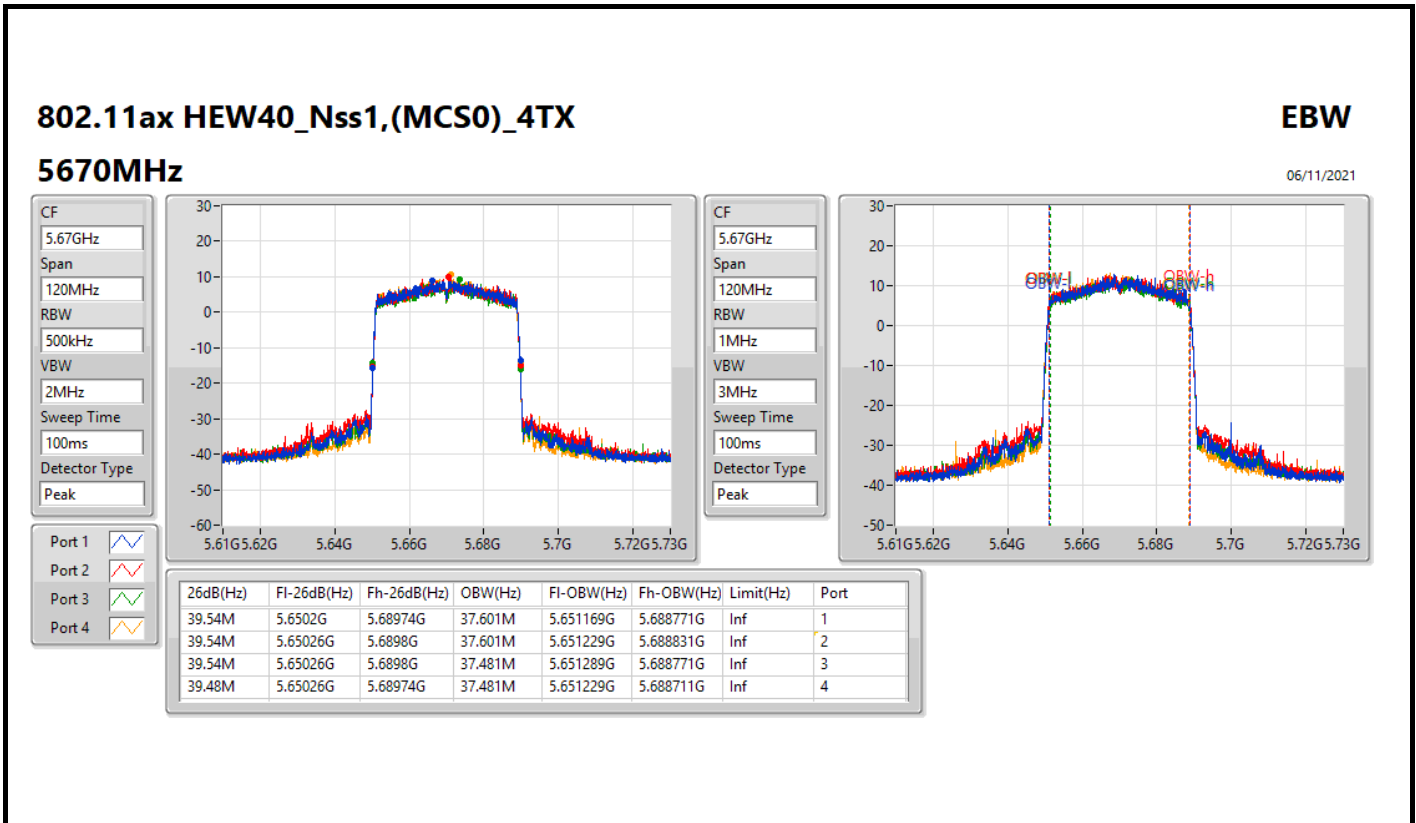 802.11ax HEW40_Nss1,(MCS0)_4TX
EBW
5670MHz
06/11/2021
CF
5.67GHz
Span
120MHz
RBW
500kHz
VBW
2MHz
Sweep Time
100ms
Detector Type
Peak
30
20
10
0
-10
-20
-30
-40
-50
-60
5.61G 5.62G 5.64G 5.66G 5.68G 5.7G 5.72G 5.73G
CF
5.67GHz
Span
120MHz
RBW
1MHz
VBW
3MHz
Sweep Time
100ms
Detector Type
Peak
30
20
10
0
-10
-20
-30
-40
-50
OBW-l OBW-h
OBW-l OBW-h
5.61G 5.62G 5.64G 5.66G 5.68G 5.7G 5.72G 5.73G
Port 1
Port 2
Port 3
Port 4
26dB(Hz) Fl-26dB(Hz) Fh-26dB(Hz) OBW(Hz) Fl-OBW(Hz) Fh-OBW(Hz) Limit(Hz) Port
39.54M 5.6502G 5.68974G 37.601M 5.651169G 5.688771G Inf 1
39.54M 5.65026G 5.6898G 37.601M 5.651229G 5.688831G Inf 2
39.54M 5.65026G 5.6898G 37.481M 5.651289G 5.688771G Inf 3
39.48M 5.65026G 5.68974G 37.481M 5.651229G 5.688711G Inf 4